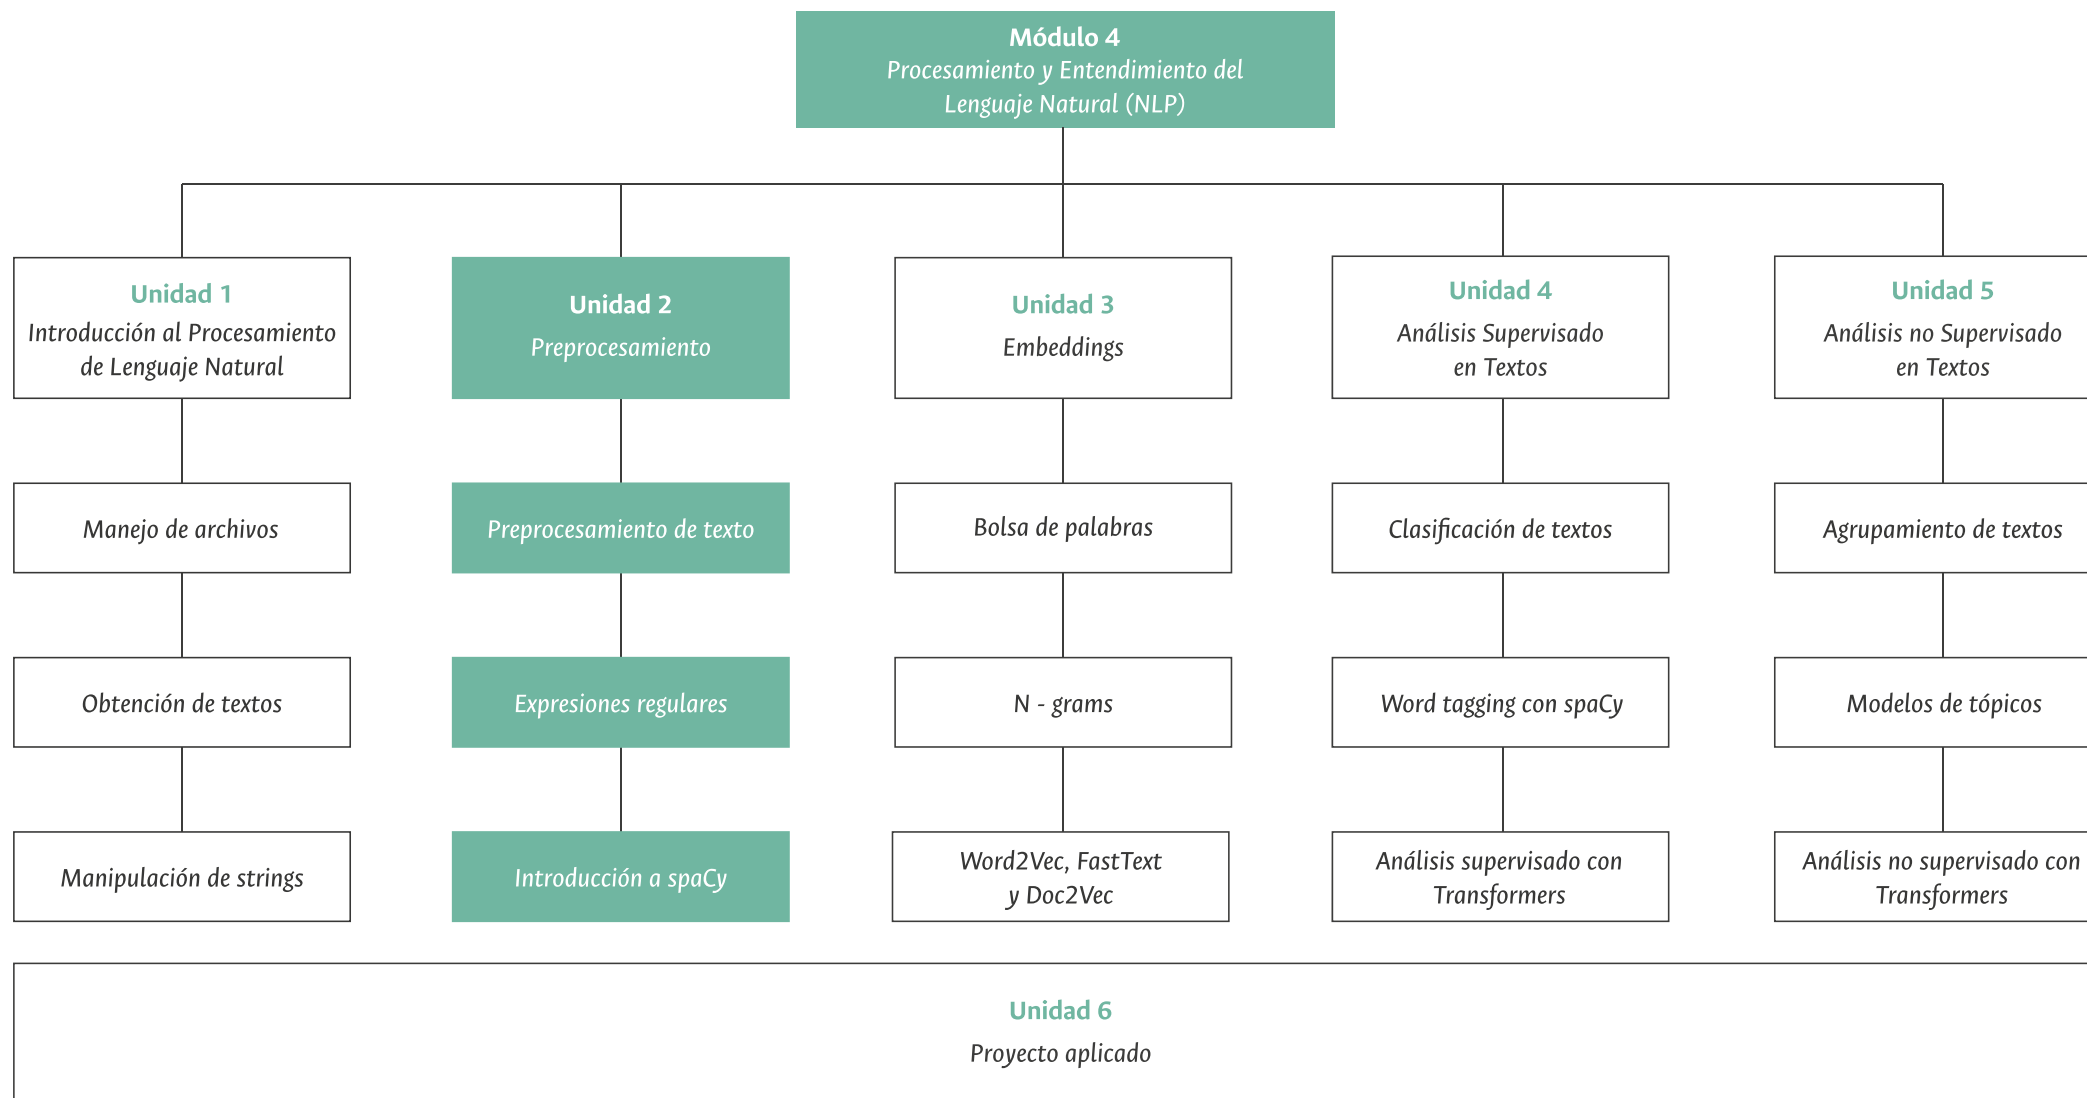 Módulo 4
Procesamiento y Entendimiento del
Lenguaje Natural (NLP)
Unidad 1
Introducción al Procesamiento
de Lenguaje Natural
Manejo de archivos
Obtención de textos
Manipulación de strings
Unidad 2
Preprocesamiento
Preprocesamiento de texto
Expresiones regulares
Introducción a spaCy
Unidad 3
Embeddings
Bolsa de palabras
N - grams
Word2Vec, FastText
y Doc2Vec
Unidad 4
Análisis Supervisado
en Textos
Clasificación de textos
Word tagging con spaCy
Análisis supervisado con
Transformers
Unidad 5
Análisis no Supervisado
en Textos
Agrupamiento de textos
Modelos de tópicos
Análisis no supervisado con
Transformers
Unidad 6
Proyecto aplicado